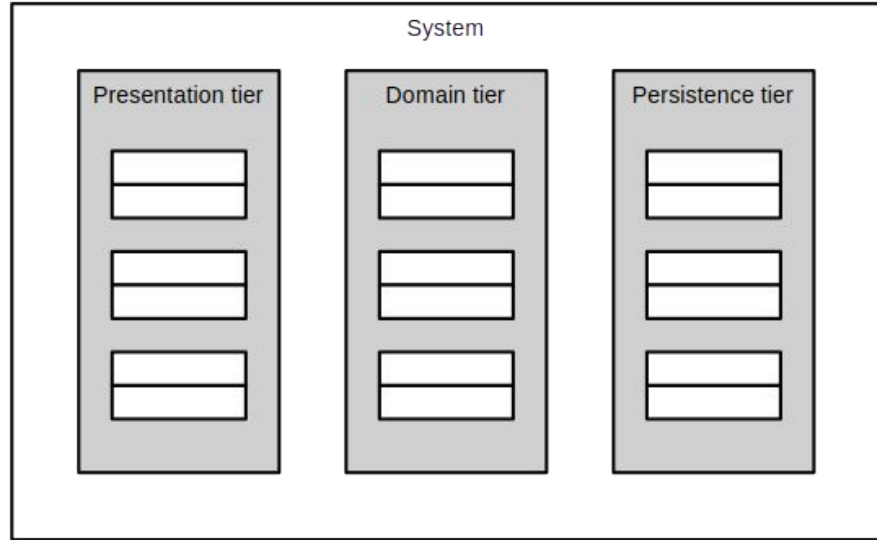 System
Presentation tier
Domain tier
Persistence tier